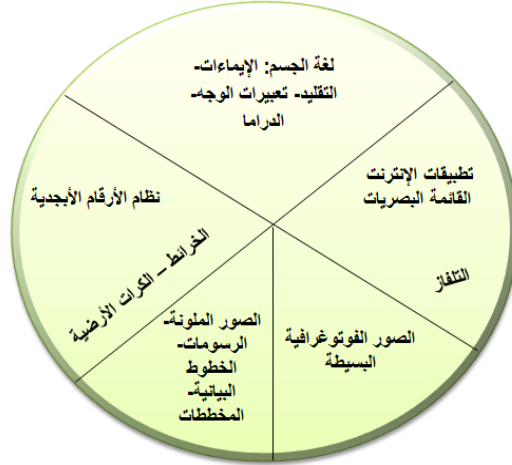 لغة الجسم: الإيماءات-
التقليد- تعبيرات الوجه-
الدراما
تطبيقات الإنترنت
القائمة البصريات
التلفاز
الصور الفوتوغرافية
البسيطة
الصور الملونة-
الرسومات-
الخطوط
البيانية-
المخططات
الخرائط – الكرات الأرضية
نظام الأرقام الأبجدية